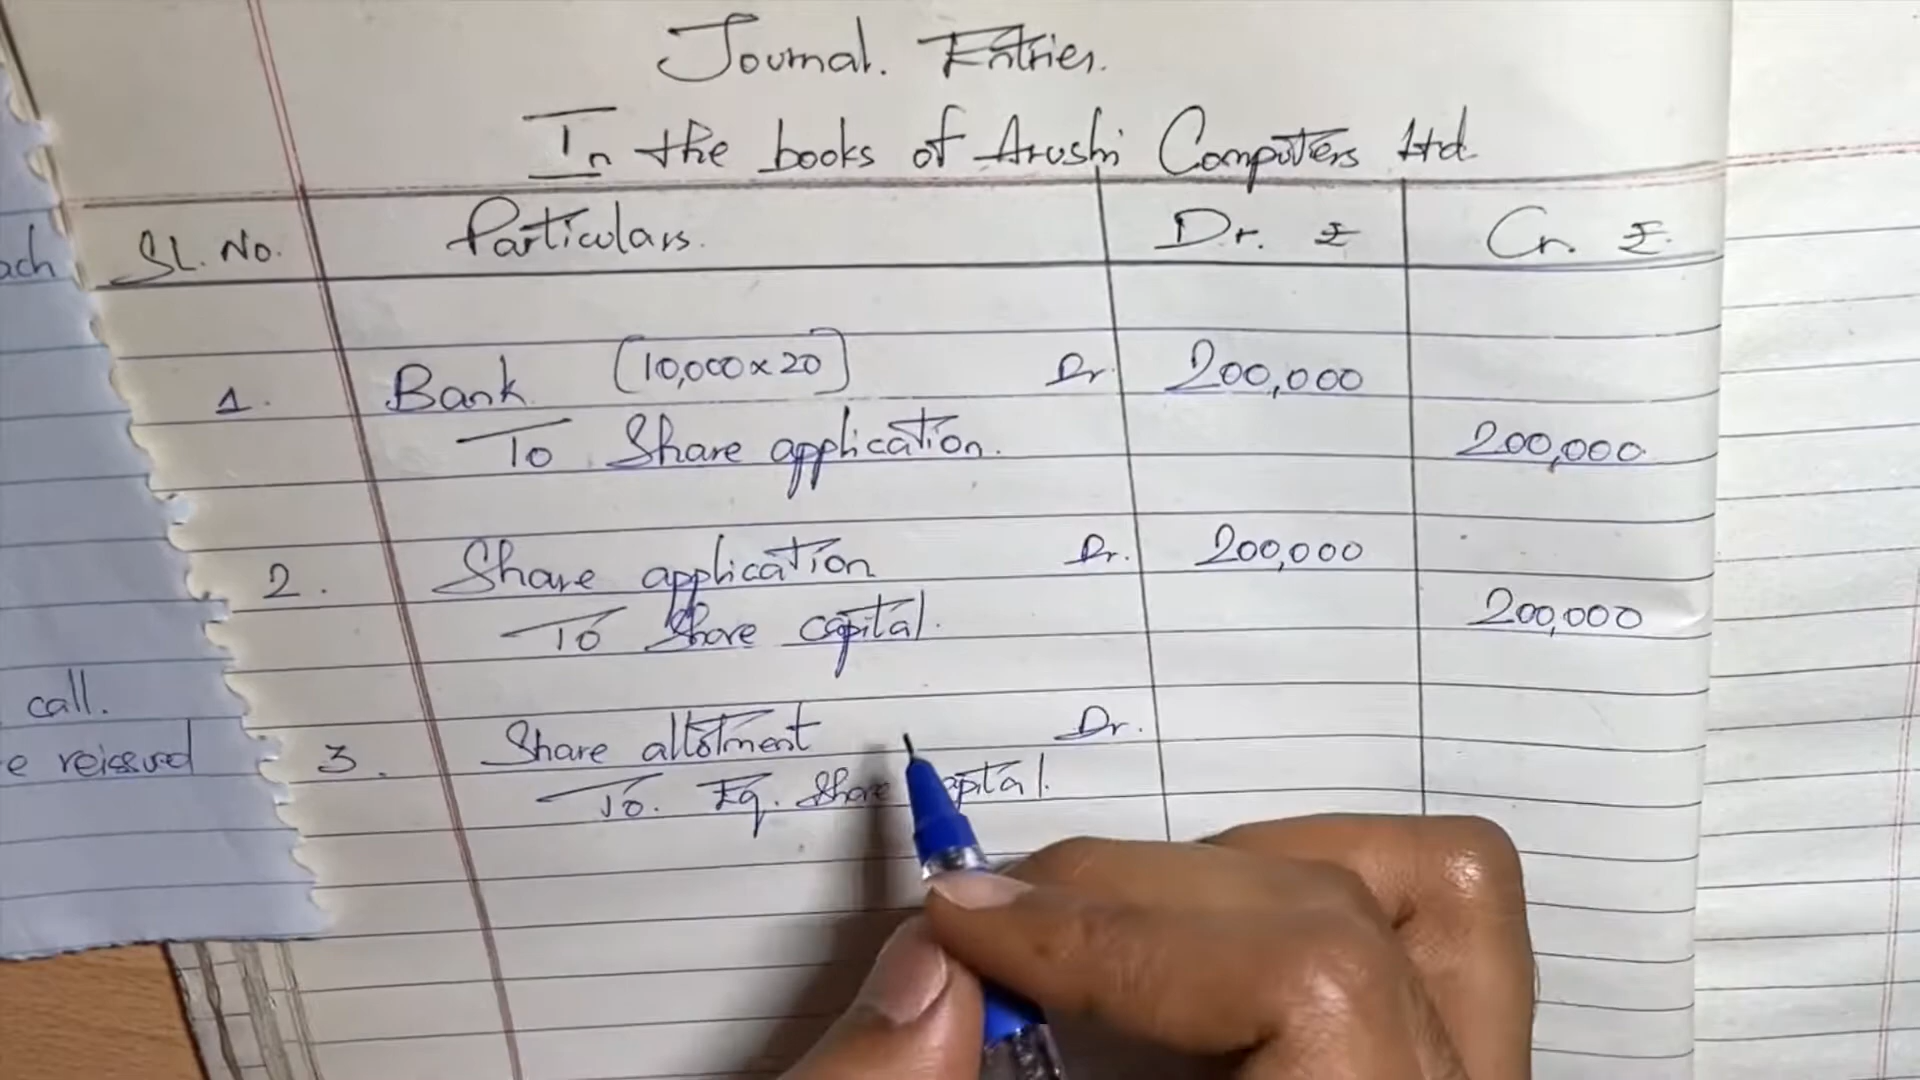 Journal. Entries.
In the books of Arushi Computers Ltd
SL. No. Particulars. Dr. ₹ Cr. ₹.
ach
1. Bank [10,000 x 20] Dr. 200,000
To Share application. 200,000
2. Share application Dr. 200,000
To Share capital. 200,000
call.
e reissued
3. Share allotment Dr.
To. Eq. Share apital.